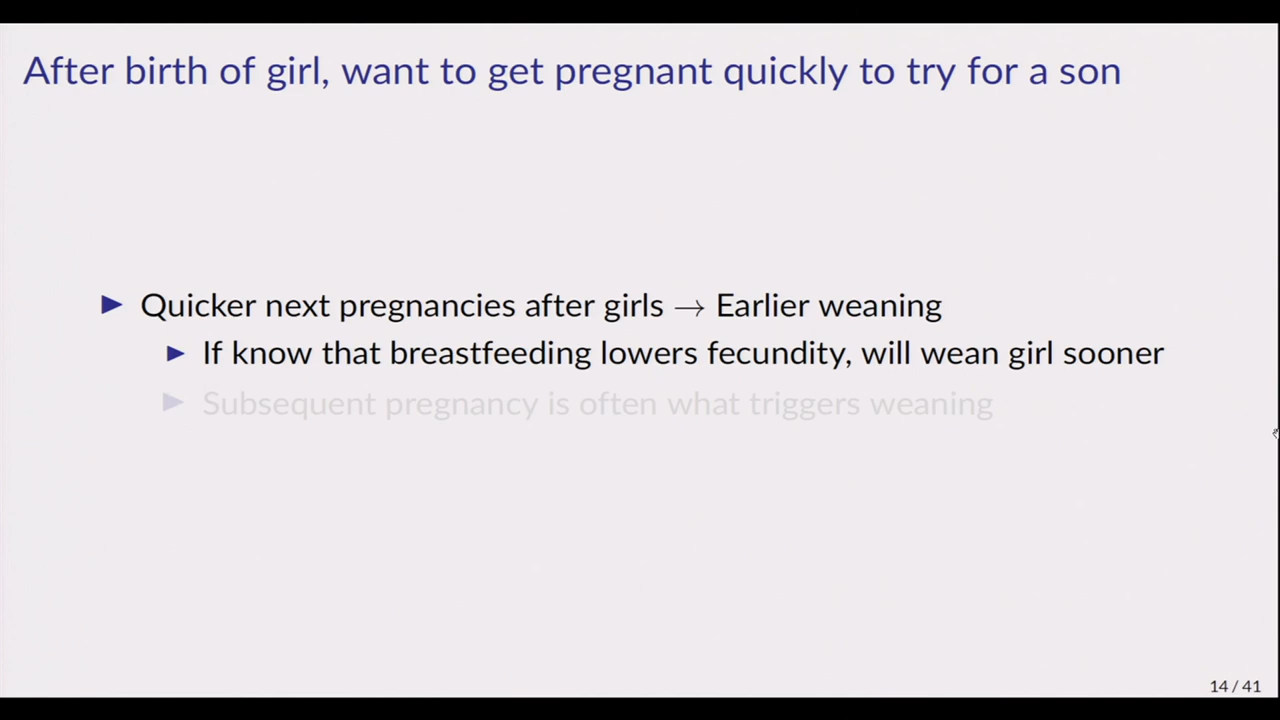 After birth of girl, want to get pregnant quickly to try for a son
▶ Quicker next pregnancies after girls → Earlier weaning
▶ If know that breastfeeding lowers fecundity, will wean girl sooner
▶ Subsequent pregnancy is often what triggers weaning
14 / 41